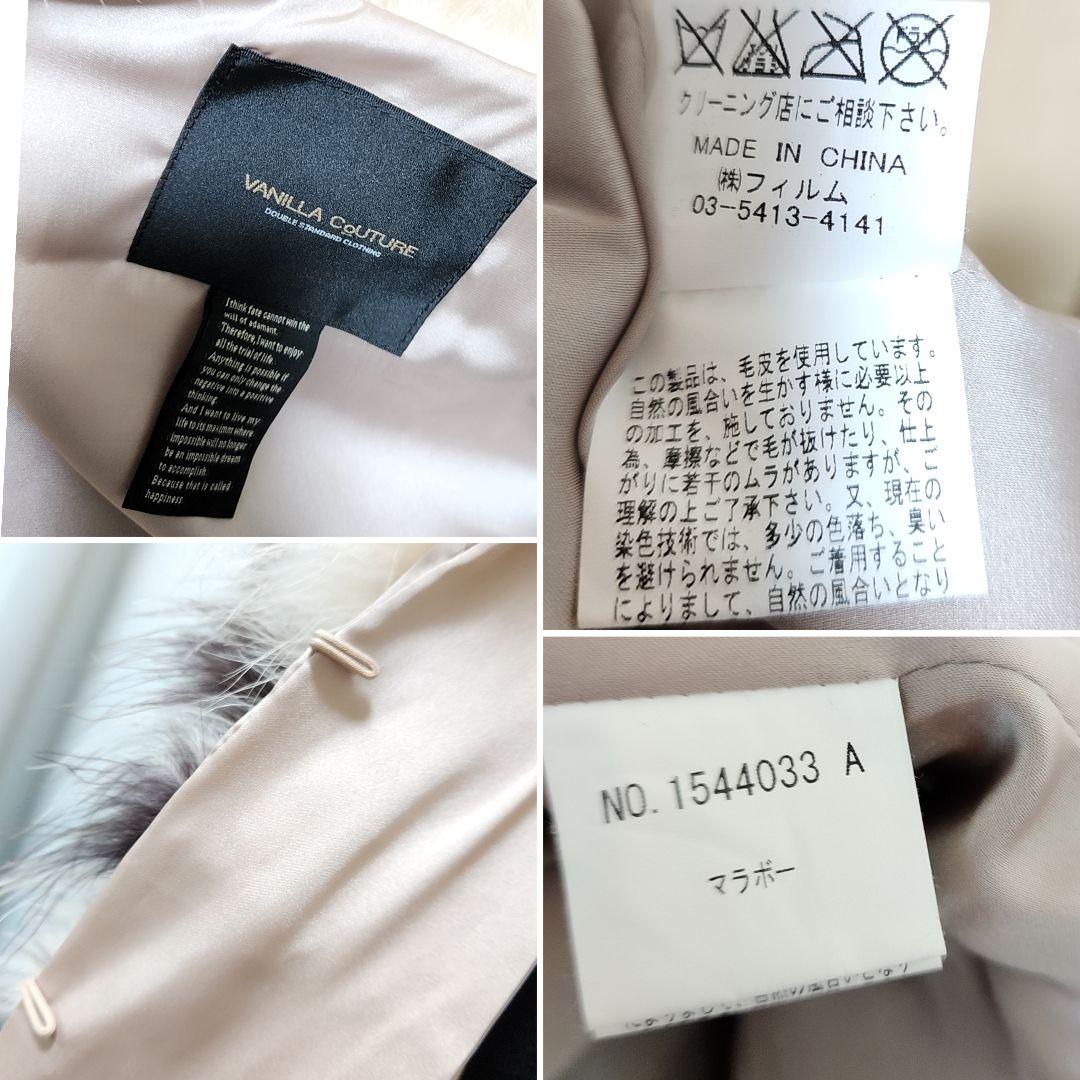 VANILLA COUTURE
DOUBLE STANDARD CLOTHING
I think fate cannot win the
will of adamant.
Therefore, I want to enjoy
all the trial of life.
Anything is possible if
you can only change the
negative into a positive
thinking.
And I want to live my
life to its maximm where
impossible will no longer
be an impossible dream
to accomplish.
Because that is called
happiness.
クリーニング店にご相談下さい。
MADE IN CHINA
㈱フィルム
03-5413-4141
この製品は、毛皮を使用しています。
自然の風合いを生かす様に必要以上
の加工を、施しておりません。その
為、摩擦などで毛が抜けたり、仕上
がりに若干のムラがありますが、ご
理解の上ご了承下さい。又、現在の
染色技術では、多少の色落ち、臭い
を避けられません。ご着用すること
によりまして、自然の風合いとなり
NO.1544033 A
マラボー